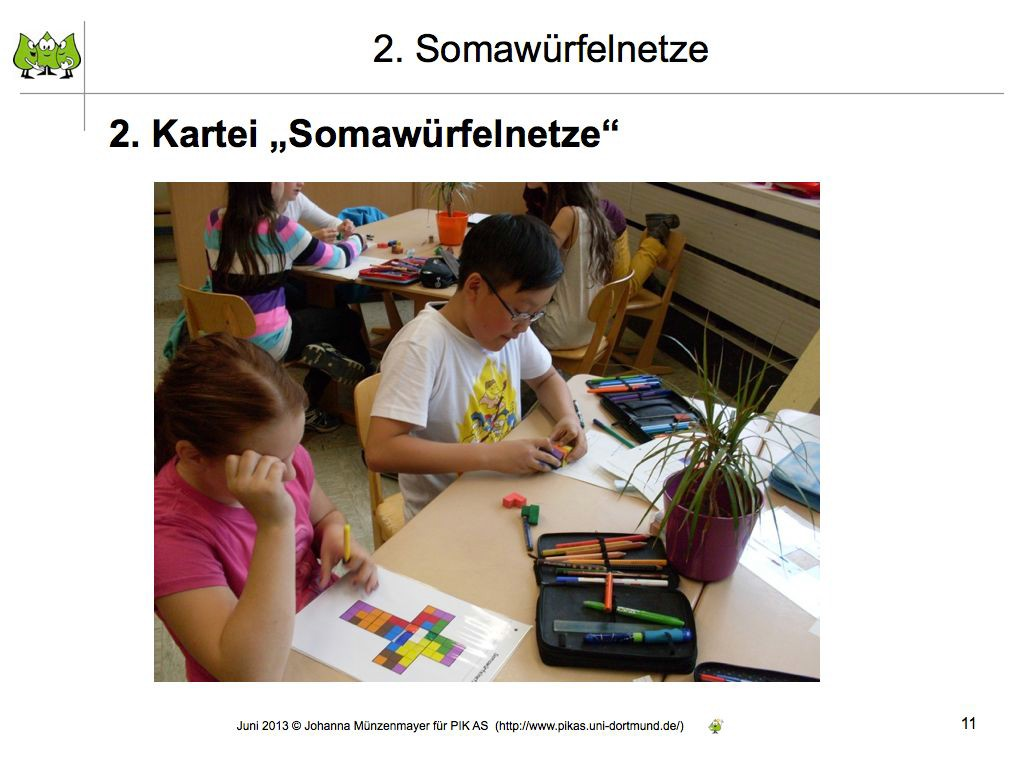 2. Somawürfelnetze
2. Kartei „Somawürfelnetze“
Juni 2013 © Johanna Münzenmayer für PIK AS (http://www.pikas.uni-dortmund.de/)
11